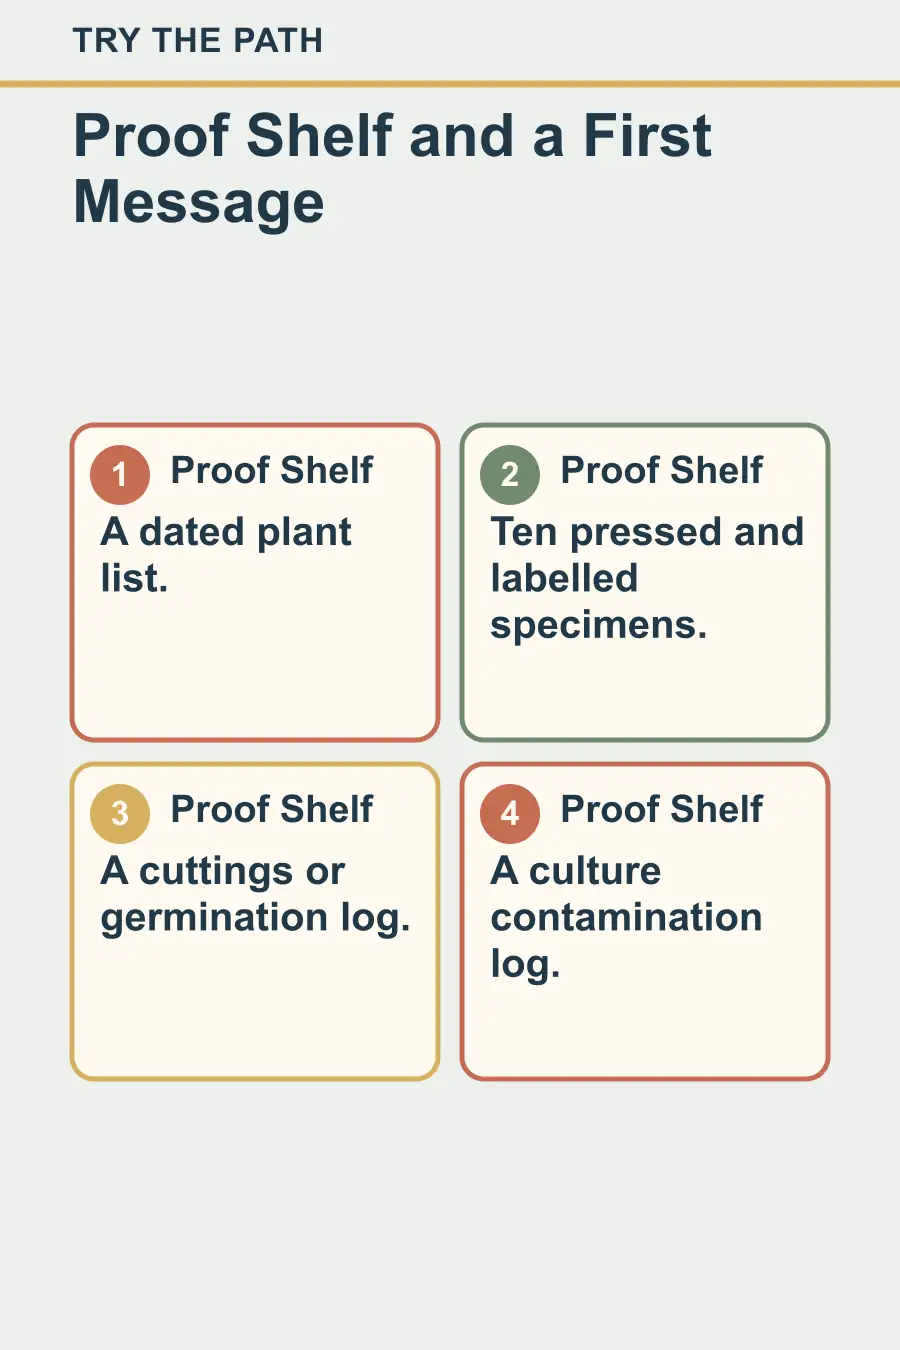 TRY THE PATH
Proof Shelf and a First
Message
1
Proof Shelf
A dated plant
list.
2
Proof Shelf
Ten pressed and
labelled
specimens.
3
Proof Shelf
A cuttings or
germination log.
4
Proof Shelf
A culture
contamination
log.